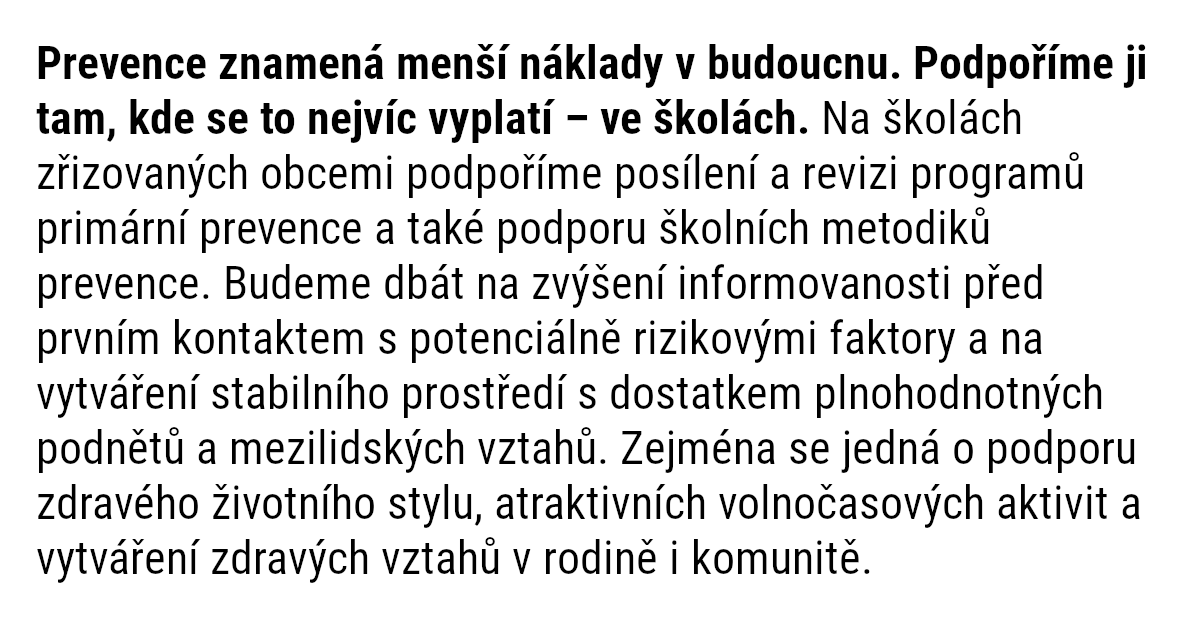 Prevence znamená menší náklady v budoucnu. Podpoříme ji
tam, kde se to nejvíc vyplatí – ve školách. Na školách
zřizovaných obcemi podpoříme posílení a revizi programů
primární prevence a také podporu školních metodiků
prevence. Budeme dbát na zvýšení informovanosti před
prvním kontaktem s potenciálně rizikovými faktory a na
vytváření stabilního prostředí s dostatkem plnohodnotných
podnětů a mezilidských vztahů. Zejména se jedná o podporu
zdravého životního stylu, atraktivních volnočasových aktivit a
vytváření zdravých vztahů v rodině i komunitě.